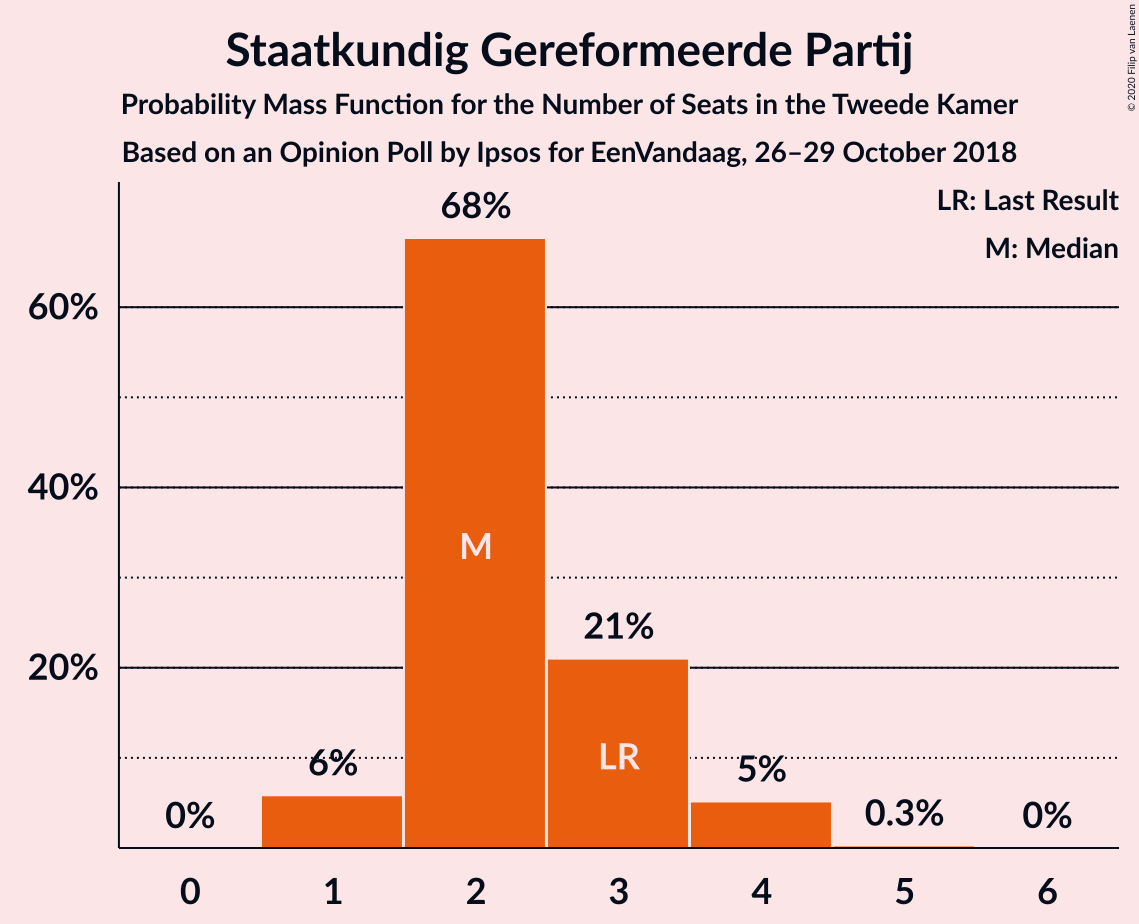 Staatkundig Gereformeerde Partij
Probability Mass Function for the Number of Seats in the Tweede Kamer
Based on an Opinion Poll by Ipsos for EenVandaag, 26–29 October 2018
© 2020 Filip van Laenen
LR: Last Result
M: Median
60%
40%
20%
0%
6%
68%
M
21%
LR
5%
0.3%
0%
0 1 2 3 4 5 6